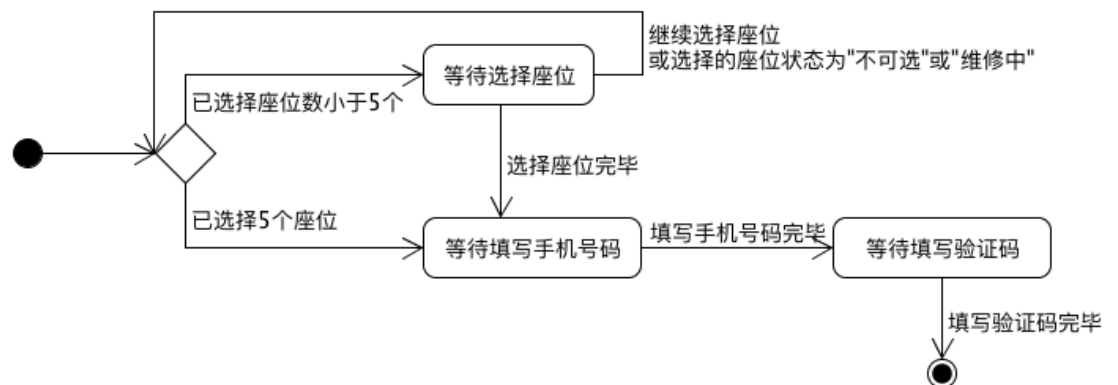 继续选择座位
或选择的座位状态为"不可选"或"维修中"
等待选择座位
已选择座位数小于5个
选择座位完毕
已选择5个座位
等待填写手机号码
填写手机号码完毕
等待填写验证码
填写验证码完毕